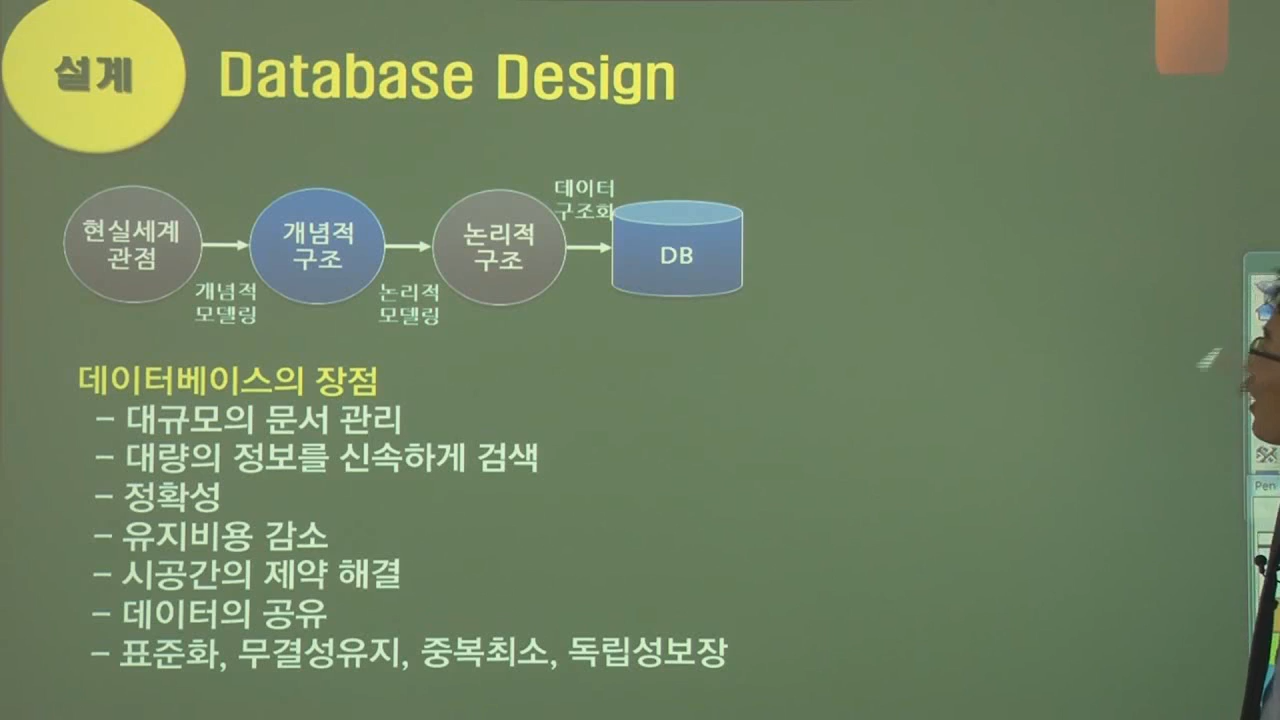 설계
Database Design
현실세계
관점
개념적
모델링
개념적
구조
논리적
모델링
논리적
구조
데이터
구조화
DB
데이터베이스의 장점
- 대규모의 문서 관리
- 대량의 정보를 신속하게 검색
- 정확성
- 유지비용 감소
- 시공간의 제약 해결
- 데이터의 공유
- 표준화, 무결성유지, 중복최소, 독립성보장
Pen